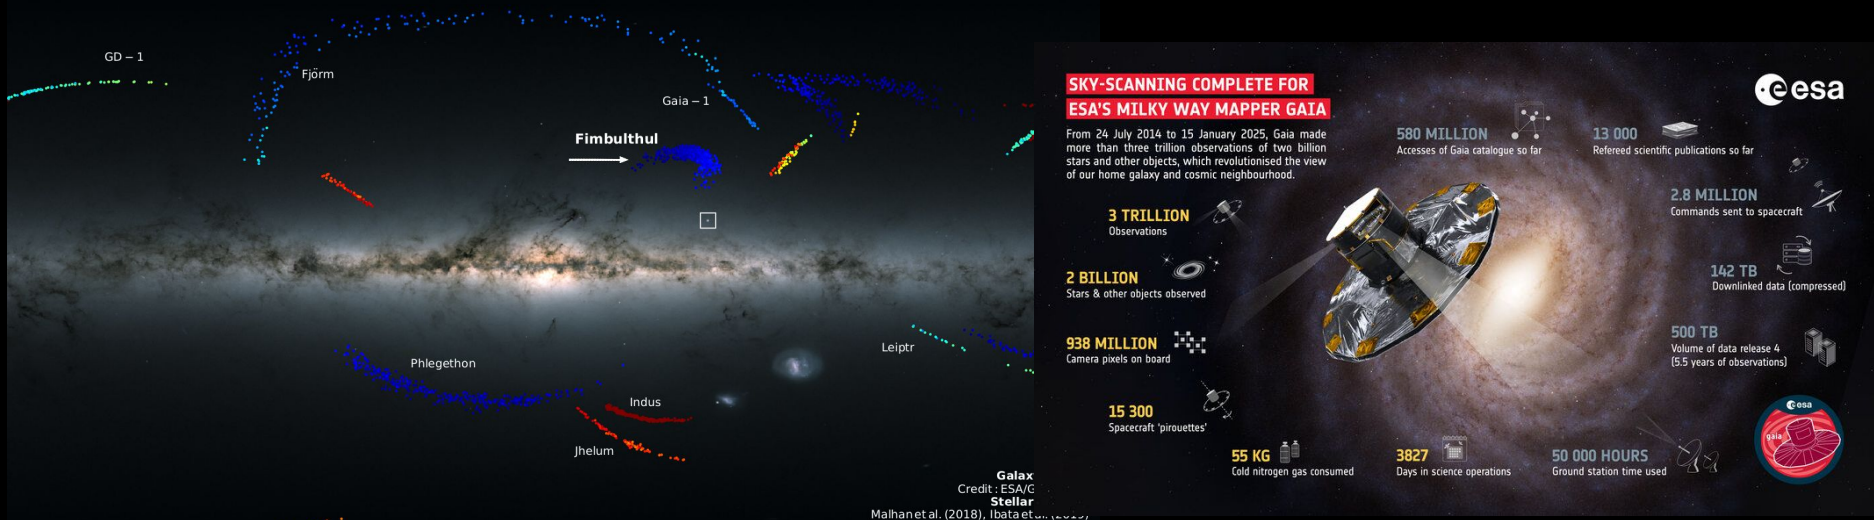 GD – 1
Fjörm
Gaia – 1
Fimbulthul
Phlegethon
Leiptr
Indus
Jhelum
Galax
Credit : ESA/G
Stellar
Malhan et al. (2018), Ibata et al. (2019)
SKY-SCANNING COMPLETE FOR
ESA'S MILKY WAY MAPPER GAIA
From 24 July 2014 to 15 January 2025, Gaia made
more than three trillion observations of two billion
stars and other objects, which revolutionised the view
of our home galaxy and cosmic neighbourhood.
esa
580 MILLION
Accesses of Gaia catalogue so far
13 000
Refereed scientific publications so far
3 TRILLION
Observations
2.8 MILLION
Commands sent to spacecraft
2 BILLION
Stars & other objects observed
142 TB
Downlinked data (compressed)
938 MILLION
Camera pixels on board
500 TB
Volume of data release 4
(5.5 years of observations)
15 300
Spacecraft 'pirouettes'
55 KG
Cold nitrogen gas consumed
3827
Days in science operations
50 000 HOURS
Ground station time used
esa
gaia